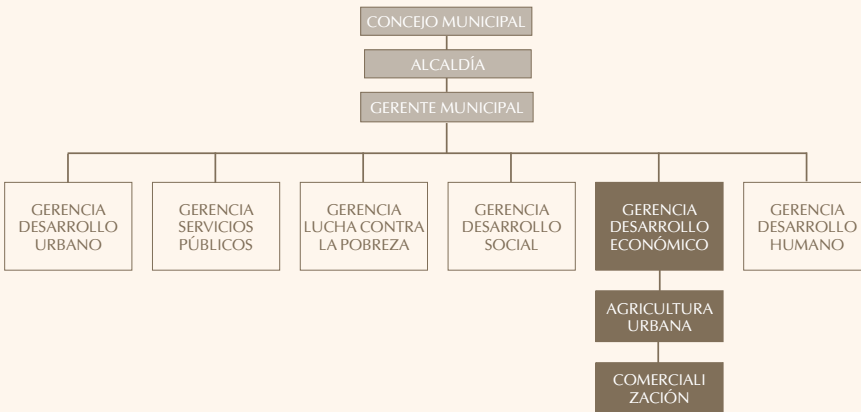 CONCEJO MUNICIPAL
ALCALDÍA
GERENTE MUNICIPAL
GERENCIA
DESARROLLO
URBANO
GERENCIA
SERVICIOS
PÚBLICOS
GERENCIA
LUCHA CONTRA
LA POBREZA
GERENCIA
DESARROLLO
SOCIAL
GERENCIA
DESARROLLO
ECONÓMICO
GERENCIA
DESARROLLO
HUMANO
AGRICULTURA
URBANA
COMERCIALI
ZACIÓN